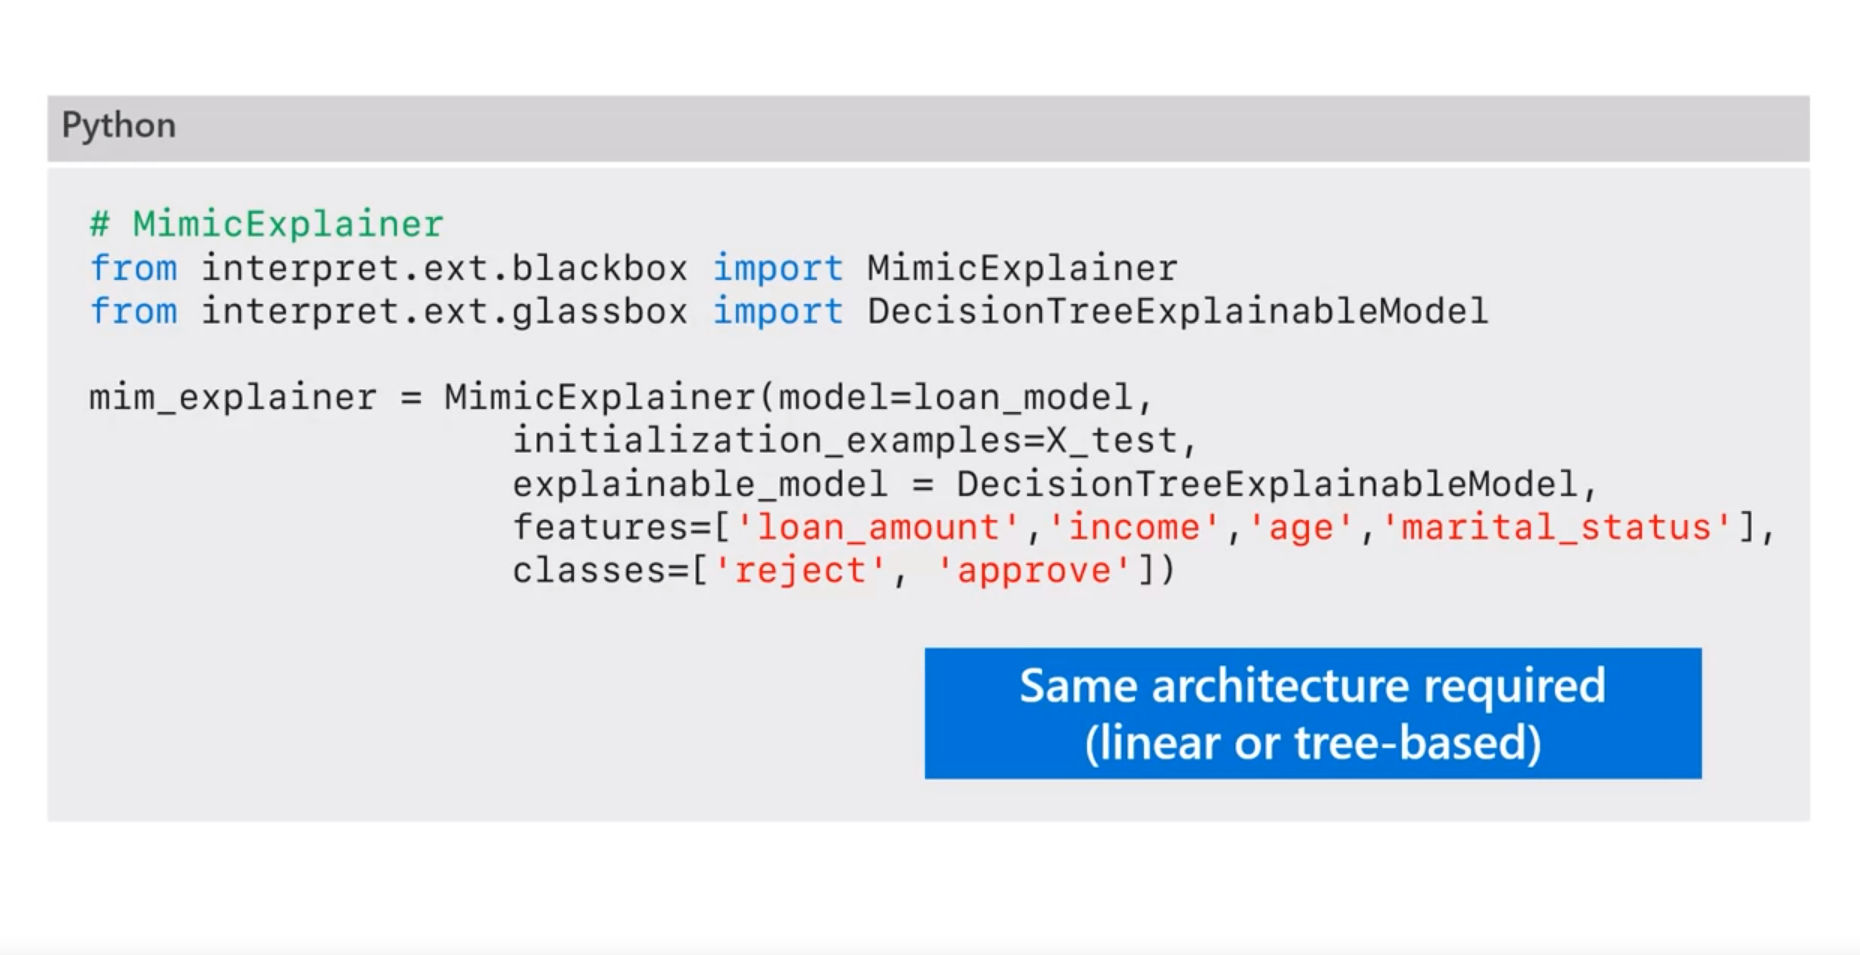 Python
# MimicExplainer
from interpret.ext.blackbox import MimicExplainer
from interpret.ext.glassbox import DecisionTreeExplainableModel
mim_explainer = MimicExplainer(model=loan_model,
initialization_examples=X_test,
explainable_model = DecisionTreeExplainableModel,
features=['loan_amount','income','age','marital_status'],
classes=['reject', 'approve'])
Same architecture required
(linear or tree-based)